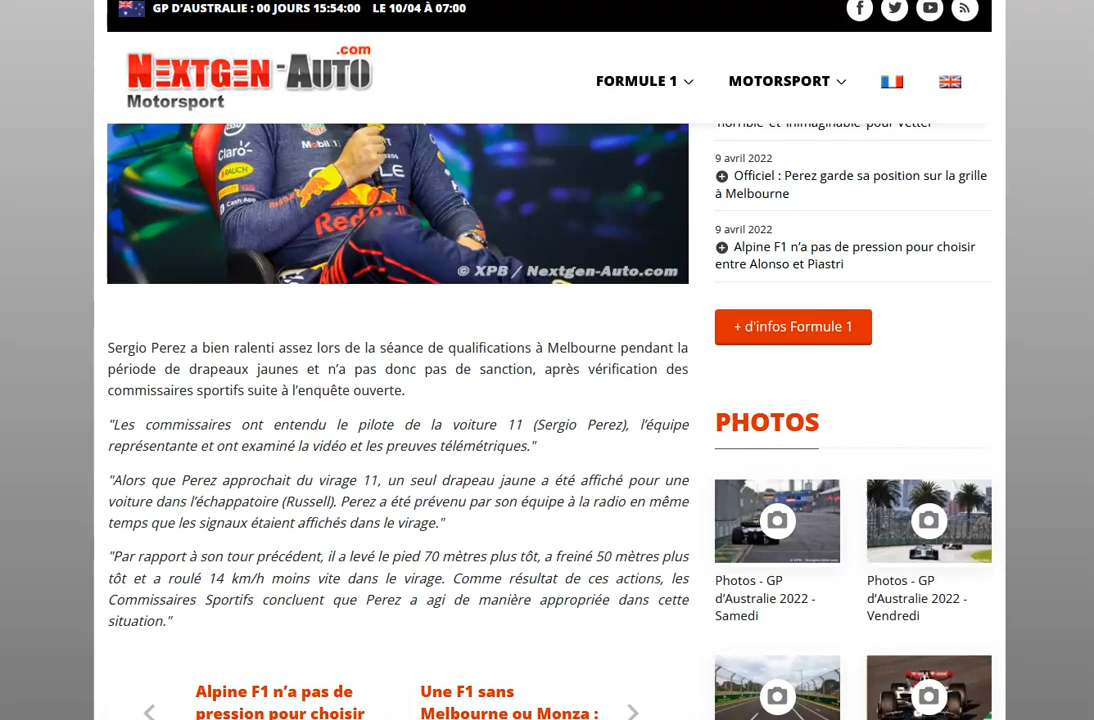 GP D'AUSTRALIE : 00 JOURS 15:54:00 LE 10/04 À 07:00
NEXTGEN-AUTO
.com
Motorsport
FORMULE 1
MOTORSPORT
Claro-
RAUCH
Cash App
Mobil 1
Red
© XPB / Nextgen-Auto.com
horrible et inimaginable pour Vettel
9 avril 2022
Officiel : Perez garde sa position sur la grille
à Melbourne
9 avril 2022
Alpine F1 n'a pas de pression pour choisir
entre Alonso et Piastri
+ d'infos Formule 1
Sergio Perez a bien ralenti assez lors de la séance de qualifications à Melbourne pendant la
période de drapeaux jaunes et n'a pas donc pas de sanction, après vérification des
commissaires sportifs suite à l'enquête ouverte.
"Les commissaires ont entendu le pilote de la voiture 11 (Sergio Perez), l'équipe
représentante et ont examiné la vidéo et les preuves télémétriques."
"Alors que Perez approchait du virage 11, un seul drapeau jaune a été affiché pour une
voiture dans l'échappatoire (Russell). Perez a été prévenu par son équipe à la radio en même
temps que les signaux étaient affichés dans le virage."
"Par rapport à son tour précédent, il a levé le pied 70 mètres plus tôt, a freiné 50 mètres plus
tôt et a roulé 14 km/h moins vite dans le virage. Comme résultat de ces actions, les
Commissaires Sportifs concluent que Perez a agi de manière appropriée dans cette
situation."
PHOTOS
Photos - GP
d'Australie 2022 -
Samedi
Photos - GP
d'Australie 2022 -
Vendredi
Alpine F1 n'a pas de
pression pour choisir
Une F1 sans
Melbourne ou Monza :